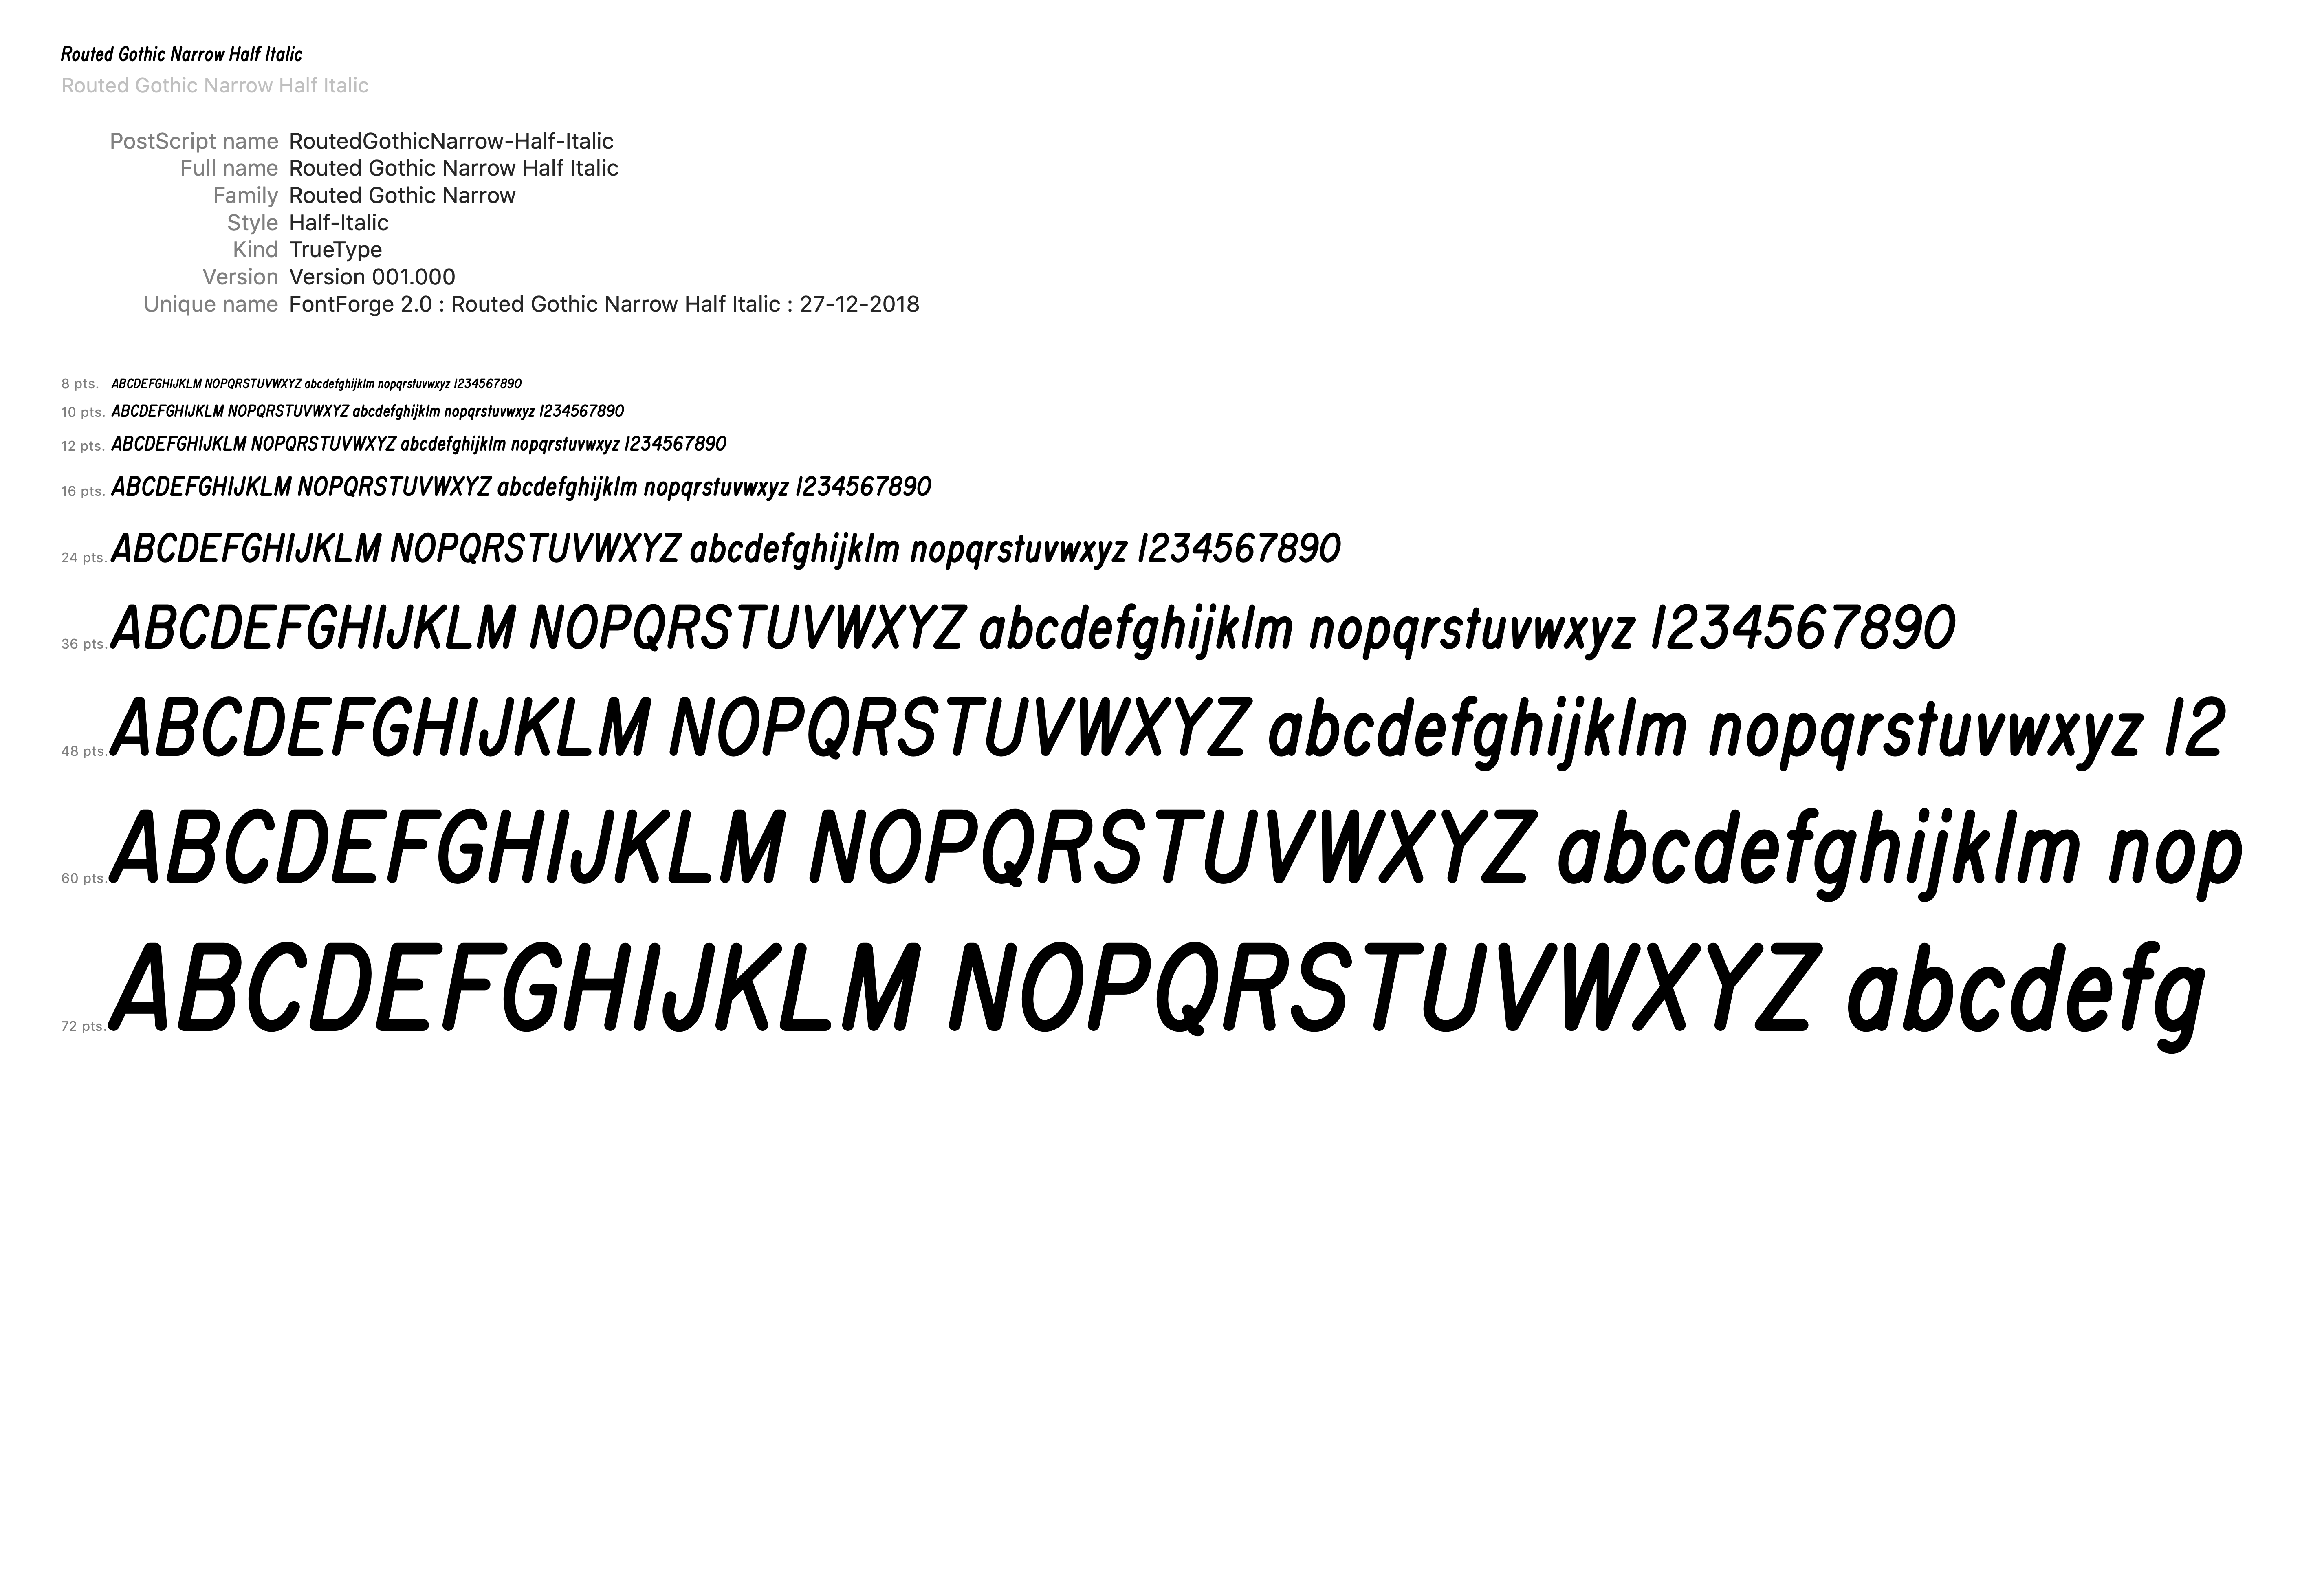 Routed Gothic Narrow Half Italic
Routed Gothic Narrow Half Italic
PostScript name RoutedGothicNarrow-Half-Italic
Full name Routed Gothic Narrow Half Italic
Family Routed Gothic Narrow
Style Half-Italic
Kind TrueType
Version Version 001.000
Unique name FontForge 2.0 : Routed Gothic Narrow Half Italic : 27-12-2018
8 pts. ABCDEFGHIJKLM NOPQRSTUVWXYZ abcdefghijklm nopqrstuvwxyz 1234567890
10 pts. ABCDEFGHIJKLM NOPQRSTUVWXYZ abcdefghijklm nopqrstuvwxyz 1234567890
12 pts. ABCDEFGHIJKLM NOPQRSTUVWXYZ abcdefghijklm nopqrstuvwxyz 1234567890
16 pts. ABCDEFGHIJKLM NOPQRSTUVWXYZ abcdefghijklm nopqrstuvwxyz 1234567890
24 pts. ABCDEFGHIJKLM NOPQRSTUVWXYZ abcdefghijklm nopqrstuvwxyz 1234567890
36 pts. ABCDEFGHIJKLM NOPQRSTUVWXYZ abcdefghijklm nopqrstuvwxyz 1234567890
48 pts. ABCDEFGHIJKLM NOPQRSTUVWXYZ abcdefghijklm nopqrstuvwxyz 12
60 pts. ABCDEFGHIJKLM NOPQRSTUVWXYZ abcdefghijklm nop
72 pts. ABCDEFGHIJKLM NOPQRSTUVWXYZ abcdefg